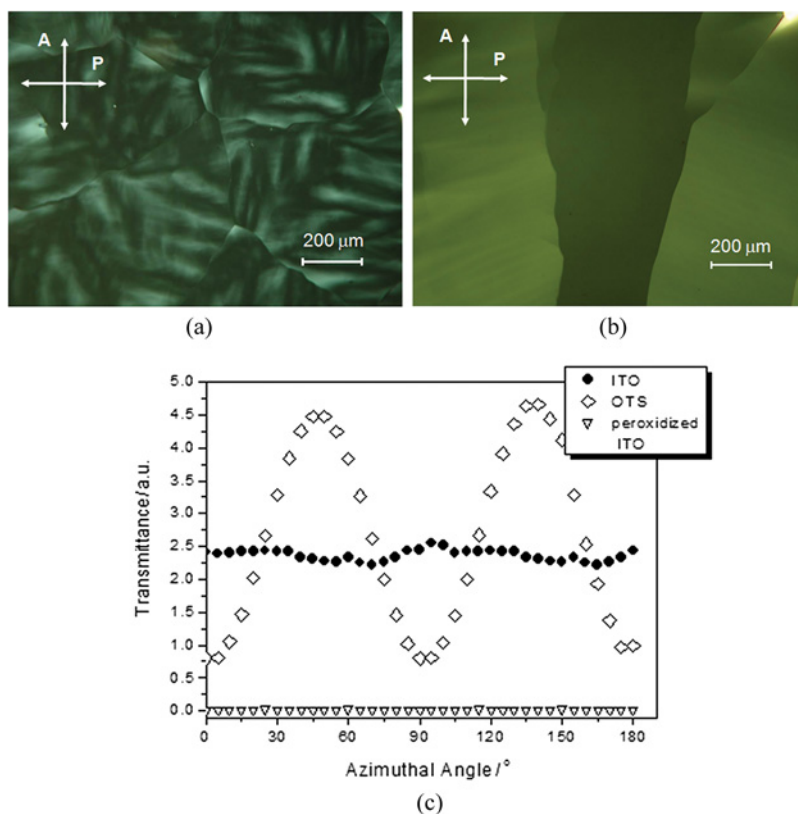 A
P
200 μm
(a)
A
P
200 μm
(b)
ITO
OTS
peroxidized
ITO
Transmittance/a.u.
5.0
4.5
4.0
3.5
3.0
2.5
2.0
1.5
1.0
0.5
0.0
0 30 60 90 120 150 180
Azimuthal Angle/°
(c)